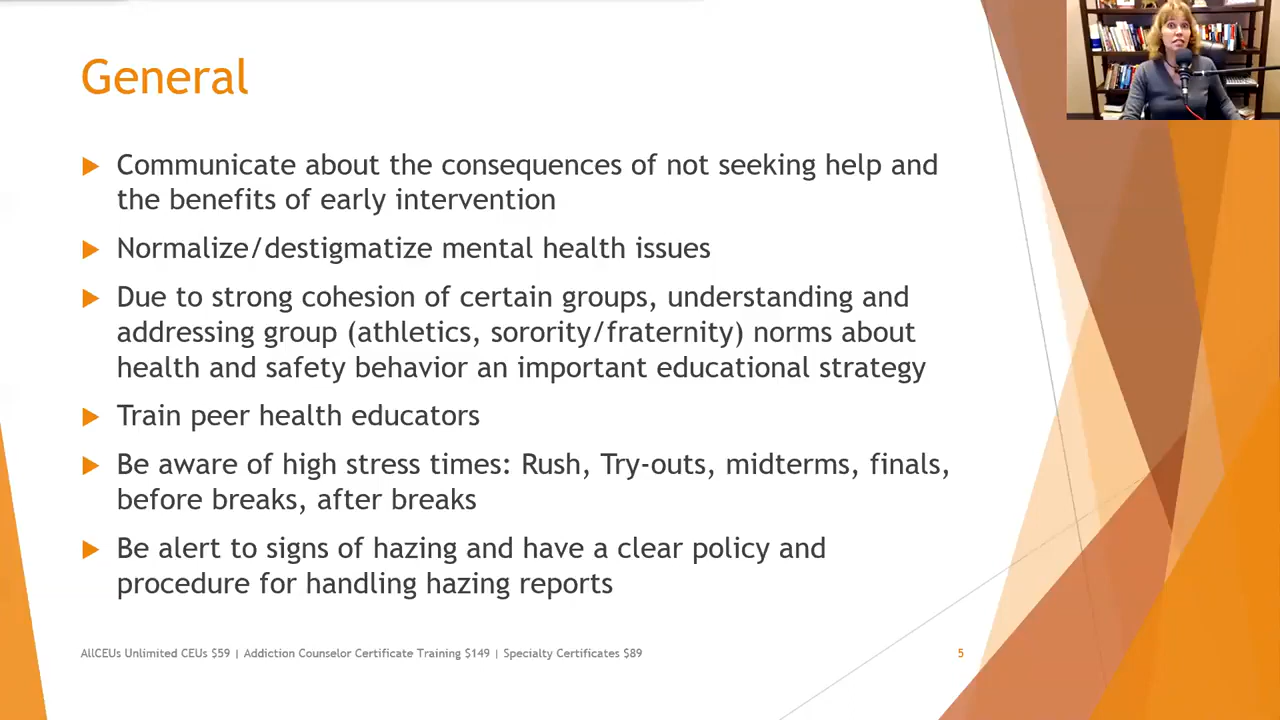 General
Communicate about the consequences of not seeking help and
the benefits of early intervention
Normalize/destigmatize mental health issues
Due to strong cohesion of certain groups, understanding and
addressing group (athletics, sorority/fraternity) norms about
health and safety behavior an important educational strategy
Train peer health educators
Be aware of high stress times: Rush, Try-outs, midterms, finals,
before breaks, after breaks
Be alert to signs of hazing and have a clear policy and
procedure for handling hazing reports
AllCEUs Unlimited CEUs $59 | Addiction Counselor Certificate Training $149 | Specialty Certificates $89
5